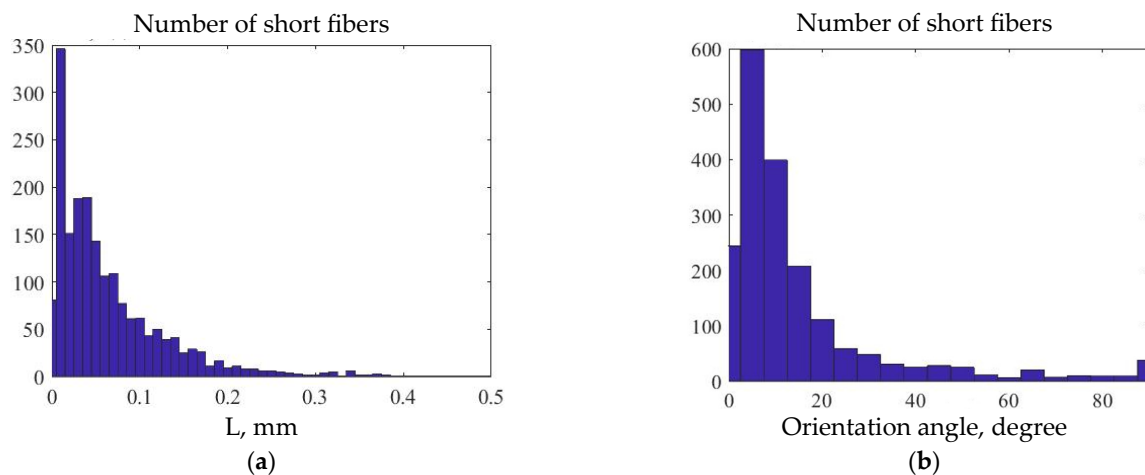 Number of short fibers
350
300
250
200
150
100
50
0
0 0.1 0.2 0.3 0.4 0.5
L, mm
(a)
Number of short fibers
600
500
400
300
200
100
0
0 20 40 60 80
Orientation angle, degree
(b)